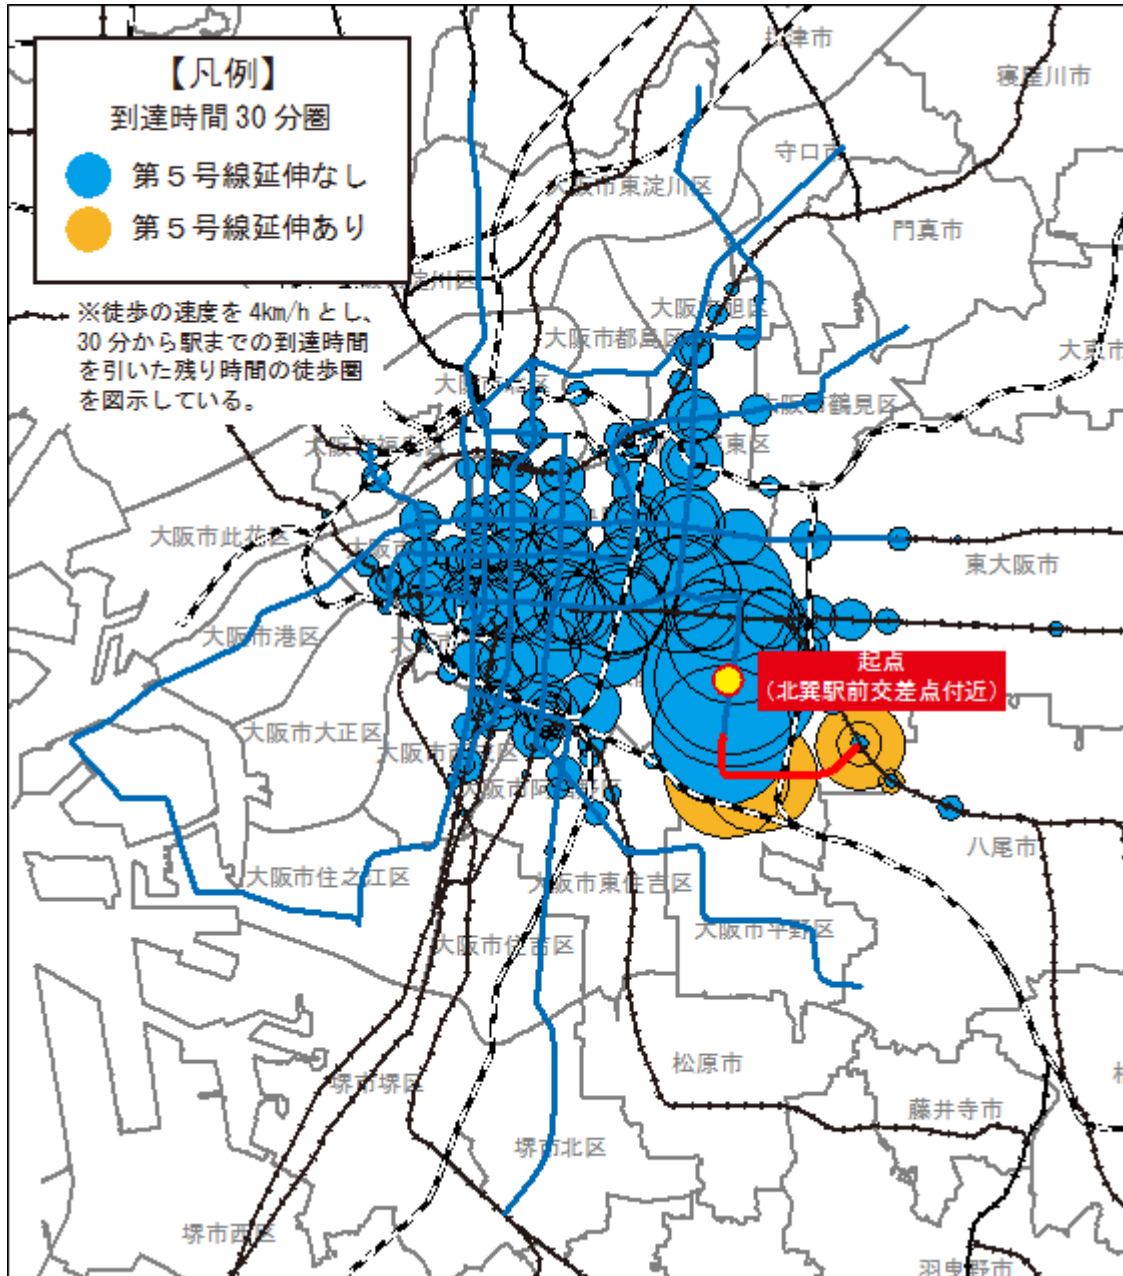 【凡例】
到達時間30分圏
第5号線延伸なし
第5号線延伸あり
※徒歩の速度を4km/hとし、
30分から駅までの到達時間
を引いた残り時間の徒歩圏
を図示している。
寝屋川市
守口市
大阪市東淀川区
門真市
淀川区
大阪市旭区
大阪市都島区
大東市
大阪市鶴見区
東区
大阪市此花区
東大阪市
大阪市港区
起点
(北巽駅前交差点付近)
大阪市大正区
八尾市
大阪市住之江区
大阪市東住吉区
大阪市平野区
大阪市住吉区
松原市
堺市堺区
藤井寺市
堺市北区
堺市西区
羽曳野市